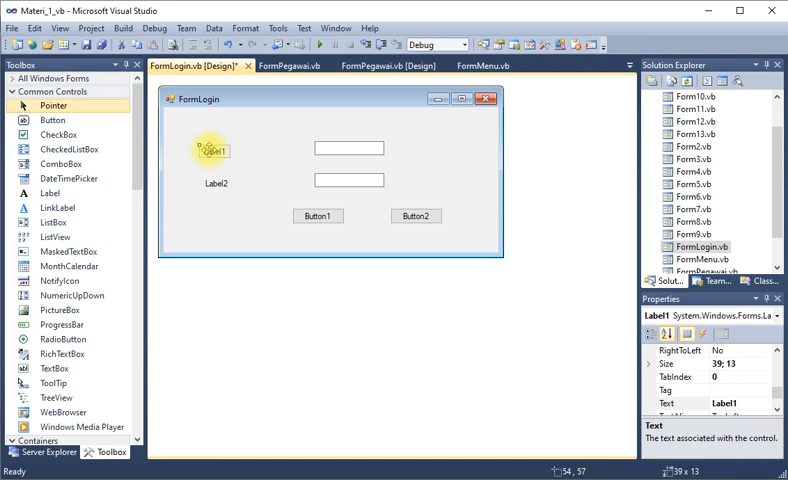 Materi_1_vb - Microsoft Visual Studio
File Edit View Project Build Debug Team Data Format Tools Test Window Help
Debug
Toolbox
All Windows Forms
Common Controls
Pointer
Button
CheckBox
CheckedListBox
ComboBox
DateTimePicker
Label
LinkLabel
ListBox
ListView
MaskedTextBox
MonthCalendar
NotifyIcon
NumericUpDown
PictureBox
ProgressBar
RadioButton
RichTextBox
TextBox
ToolTip
TreeView
WebBrowser
Windows Media Player
Containers
Server Explorer Toolbox
FormLogin.vb [Design]* FormPegawai.vb FormPegawai.vb [Design] FormMenu.vb
FormLogin
Label2
Button1 Button2
Solution Explorer
Form10.vb
Form11.vb
Form12.vb
Form13.vb
Form2.vb
Form3.vb
Form4.vb
Form5.vb
Form6.vb
Form7.vb
Form8.vb
Form9.vb
FormLogin.vb
FormMenu.vb
FormPegawai.vb
Solut... Team... Class...
Properties
Label1 System.Windows.Forms.La
RightToLeft No
Size 39; 13
TabIndex 0
Tag
Text Label1
Text
The text associated with the control.
Ready 54 , 57 39 x 13